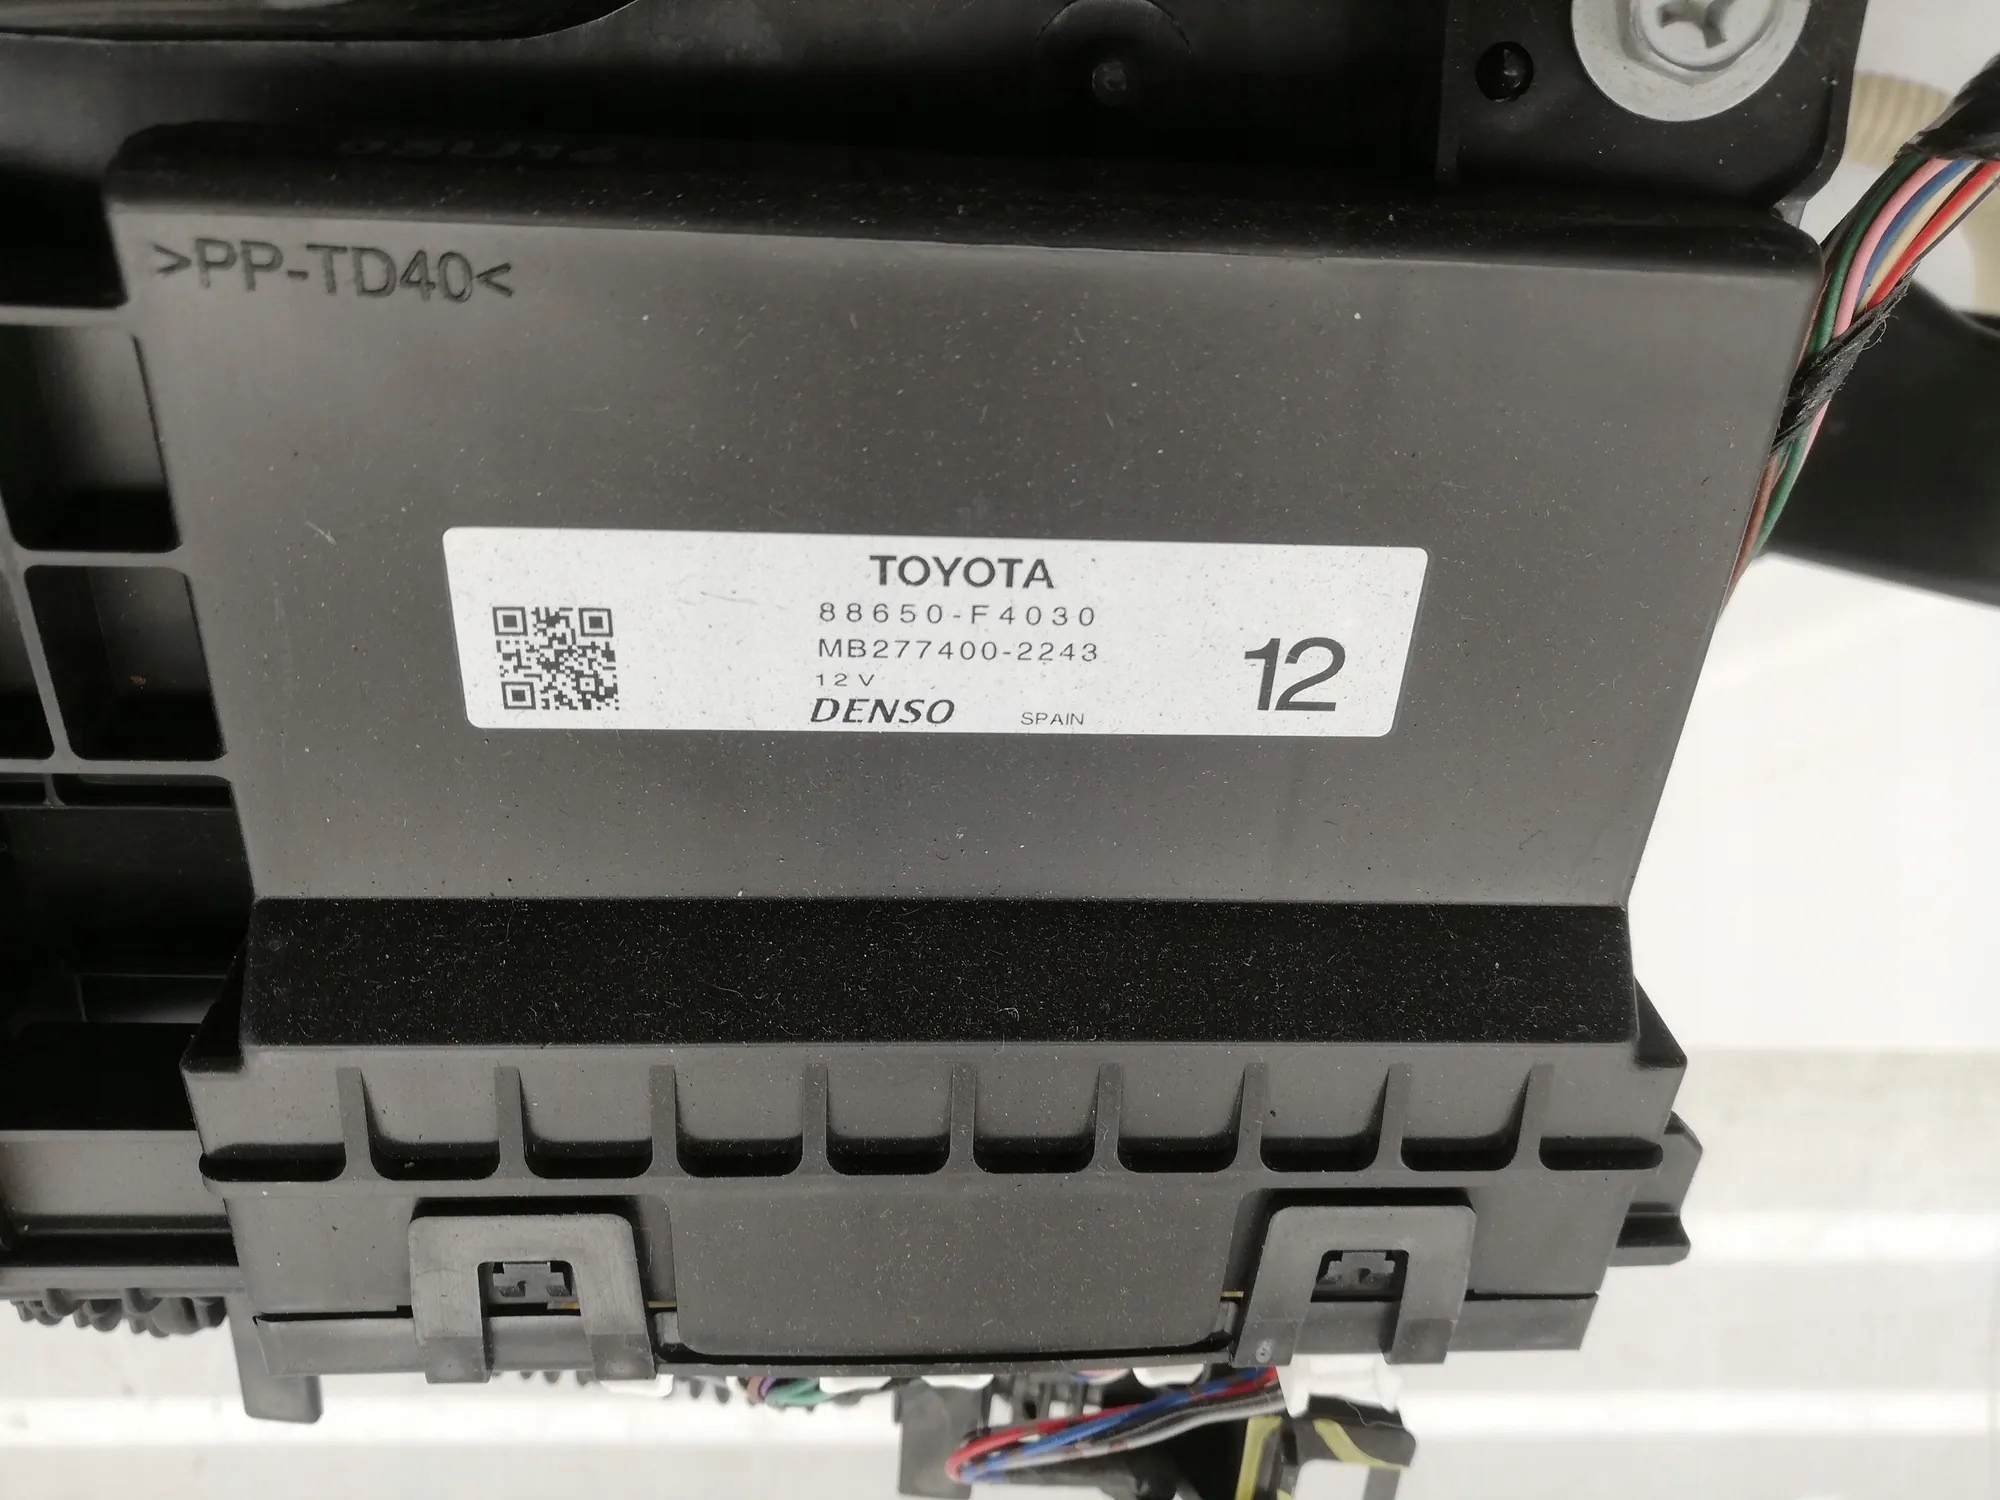 >PP-TD40<
TOYOTA
88650-F4030
MB277400-2243
12V
DENSO SPAIN
12